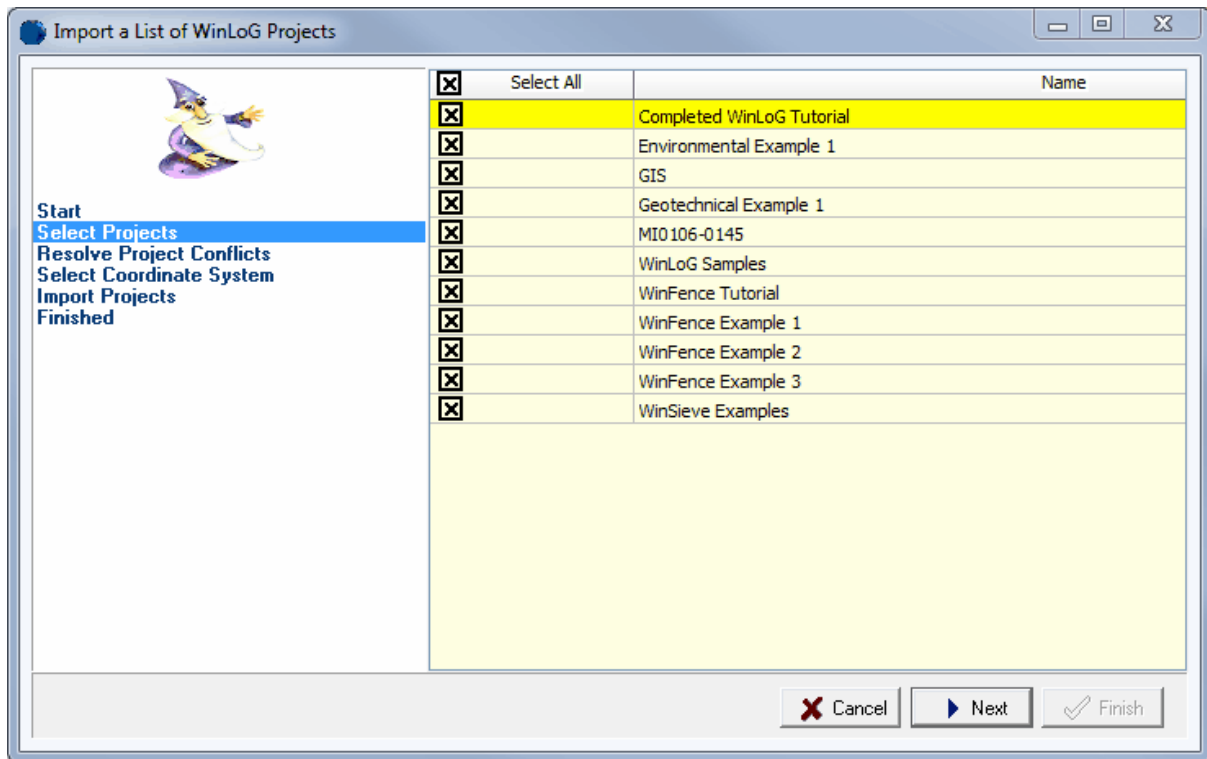 Import a List of WinLoG Projects
Start
Select Projects
Resolve Project Conflicts
Select Coordinate System
Import Projects
Finished
Select All Name
Completed WinLoG Tutorial
Environmental Example 1
GIS
Geotechnical Example 1
MI0106-0145
WinLoG Samples
WinFence Tutorial
WinFence Example 1
WinFence Example 2
WinFence Example 3
WinSieve Examples
Cancel Next Finish